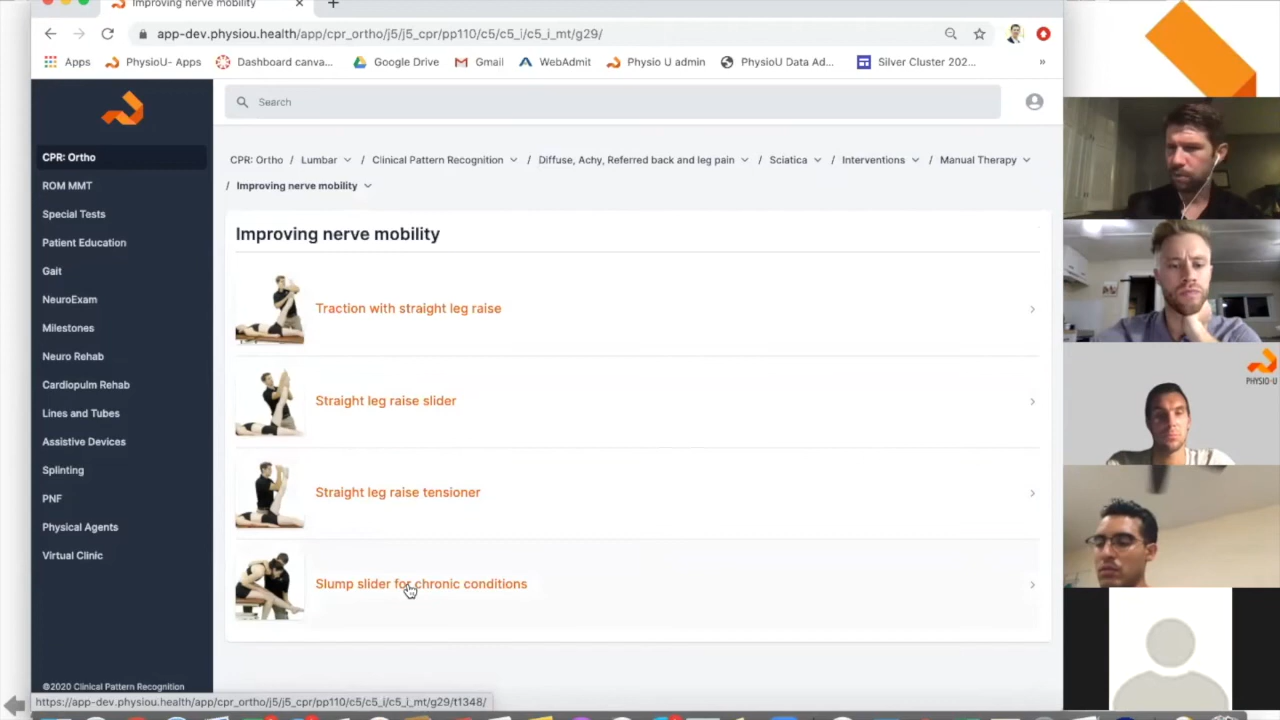 Improving nerve mobility
app-dev.physiou.health/app/cpr_ortho/j5/j5_cpr/pp110/c5/c5_i/c5_i_mt/g29/
Apps PhysioU- Apps Dashboard canva... Google Drive Gmail WebAdmit Physio U admin PhysioU Data Ad... Silver Cluster 202... »
Search
CPR: Ortho
ROM MMT
Special Tests
Patient Education
Gait
NeuroExam
Milestones
Neuro Rehab
Cardiopulm Rehab
Lines and Tubes
Assistive Devices
Splinting
PNF
Physical Agents
Virtual Clinic
©2020 Clinical Pattern Recognition
CPR: Ortho / Lumbar / Clinical Pattern Recognition / Diffuse, Achy, Referred back and leg pain / Sciatica / Interventions / Manual Therapy
/ Improving nerve mobility
Improving nerve mobility
Traction with straight leg raise
Straight leg raise slider
Straight leg raise tensioner
Slump slider for chronic conditions
https://app-dev.physiou.health/app/cpr_ortho/j5/j5_cpr/pp110/c5/c5_i/c5_i_mt/g29/t1348/
PHYSIO-U